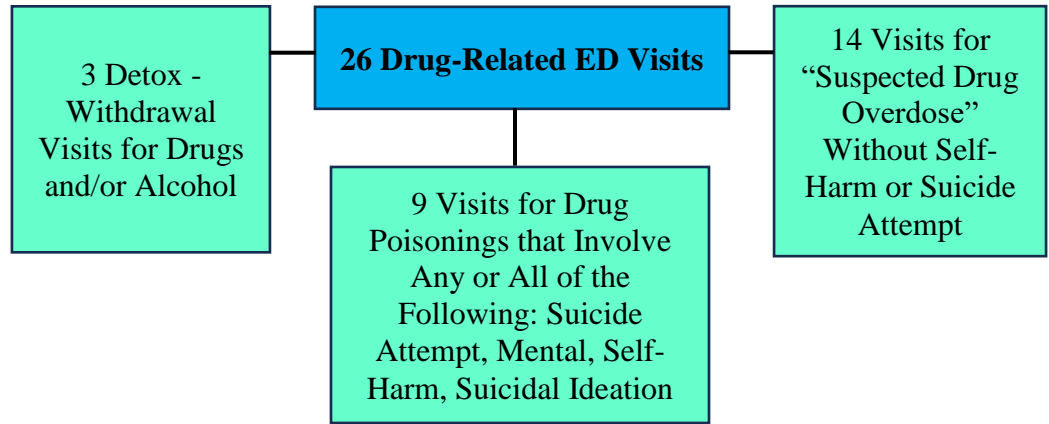 26 Drug-Related ED Visits
3 Detox -
Withdrawal
Visits for Drugs
and/or Alcohol
9 Visits for Drug
Poisonings that Involve
Any or All of the
Following: Suicide
Attempt, Mental, Self-
Harm, Suicidal Ideation
14 Visits for
“Suspected Drug
Overdose”
Without Self-
Harm or Suicide
Attempt